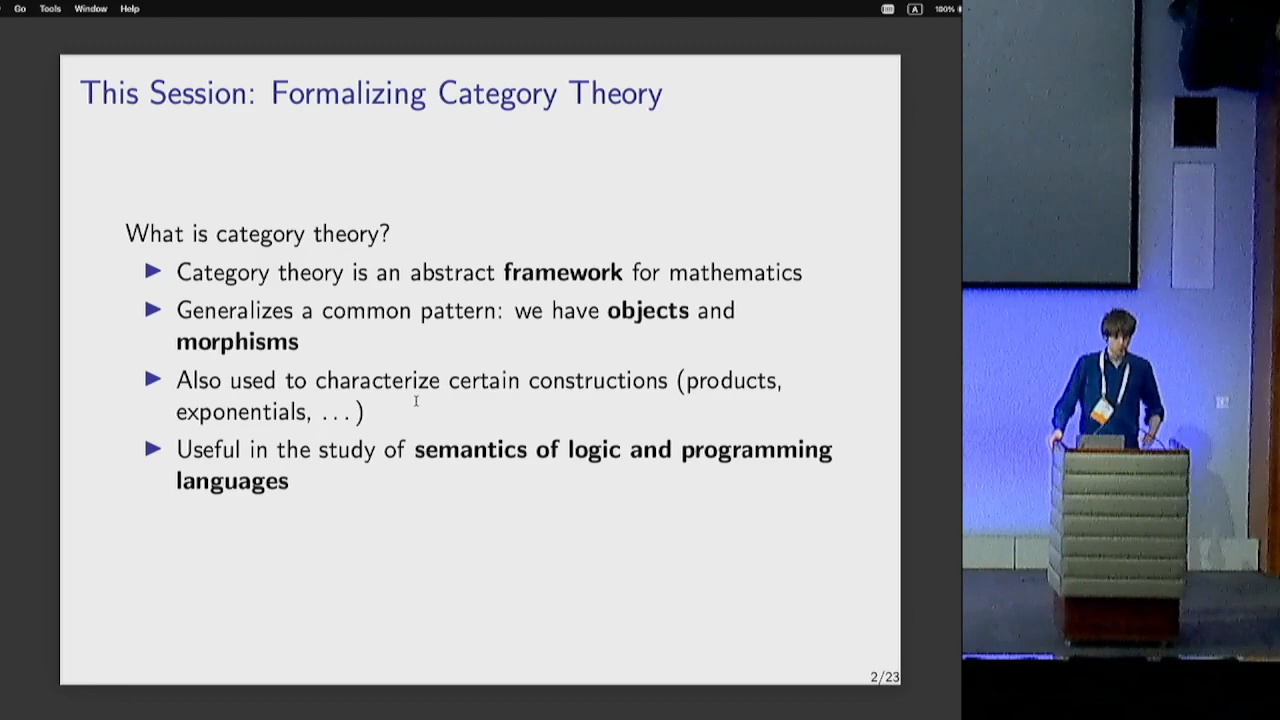 Go Tools Window Help A 100%
This Session: Formalizing Category Theory
What is category theory?
▶ Category theory is an abstract framework for mathematics
▶ Generalizes a common pattern: we have objects and
morphisms
▶ Also used to characterize certain constructions (products,
exponentials, . . . )
▶ Useful in the study of semantics of logic and programming
languages
2/23